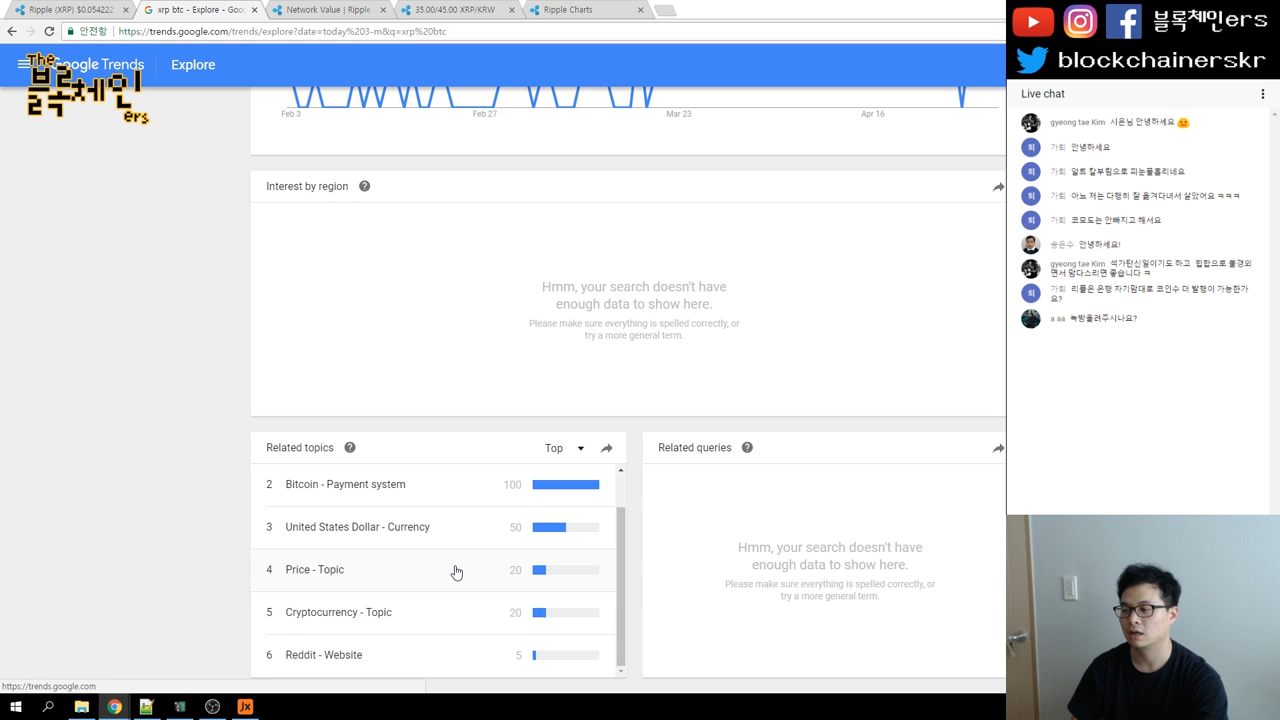 Ripple (XRP) $0.054222
xrp btc - Explore - Goo
Network Value | Ripple
35.00/45.00 XRP/KRW
Ripple Charts
안전함
https://trends.google.com/trends/explore?date=today%203-m&q=xrp%20btc
Google Trends
Explore
The
블록체인
ers
Feb 3
Feb 27
Mar 23
Apr 16
Interest by region
Hmm, your search doesn't have
enough data to show here.
Please make sure everything is spelled correctly, or
try a more general term.
Related topics
Top
2 Bitcoin - Payment system 100
3 United States Dollar - Currency 50
4 Price - Topic 20
5 Cryptocurrency - Topic 20
6 Reddit - Website 5
Related queries
Hmm, your search doesn't have
enough data to show here.
Please make sure everything is spelled correctly, or
try a more general term.
https://trends.google.com
블록체인ers
blockchainerskr
Live chat
gyeong tae Kim 시은님 안녕하세요
퇴 가퇴 안녕하세요
퇴 가퇴 알트 칼부림으로 피눈물흘리네요
퇴 가퇴 아뇨 저는 다행히 잘 옮겨다녀서 살았어요 ㅋㅋㅋ
퇴 가퇴 코모도는 안빠지고 해서요
송은수 안녕하세요!
gyeong tae Kim 석가탄신일이기도 하고 힙합으로 불경외
면서 맘다스리면 좋습니다 ㅋ
퇴 가퇴 리플은 은행 자기맘대로 코인수 더 발행이 가능한가
요?
a aa 녹방올려주시나요?
Jx